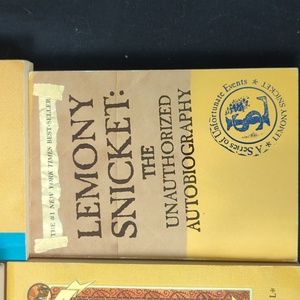 THE #1 NEW YORK TIMES BEST-SELLER
LEMONY
SNICKET:
THE
UNAUTHORIZED
AUTOBIOGRAPHY
A Series of Unfortunate Events
LEMONY SNICKET